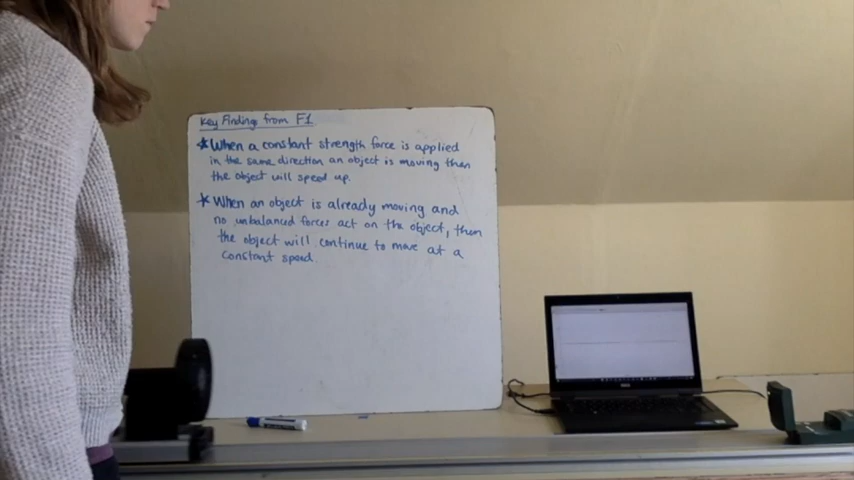 Key Findings from F1
* When a constant strength force is applied
in the same direction an object is moving then
the object will speed up.
* When an object is already moving and
no unbalanced forces act on the object, then
the object will continue to move at a
constant speed.
DELL